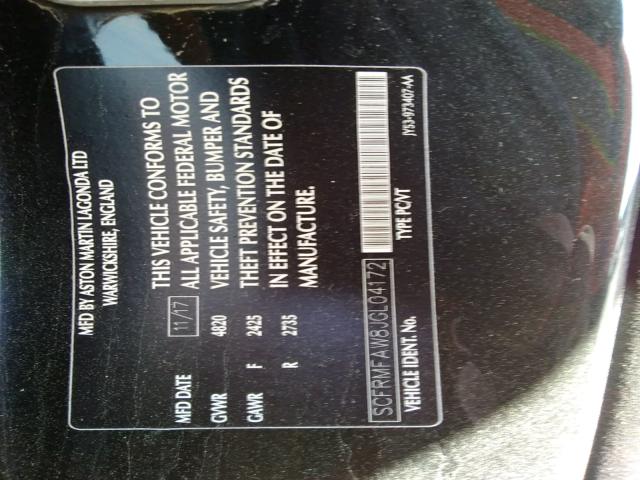 MFD BY ASTON MARTIN LAGONDA LTD
WARWICKSHIRE, ENGLAND
MFD DATE 11/17
GVWR 4820
GAWR F 2425
R 2735
THIS VEHICLE CONFORMS TO
ALL APPLICABLE FEDERAL MOTOR
VEHICLE SAFETY, BUMPER AND
THEFT PREVENTION STANDARDS
IN EFFECT ON THE DATE OF
MANUFACTURE.
SCFRMFAW8JGL04172
VEHICLE IDENT. No. TYPE PC/VT
JY53-973407-AA